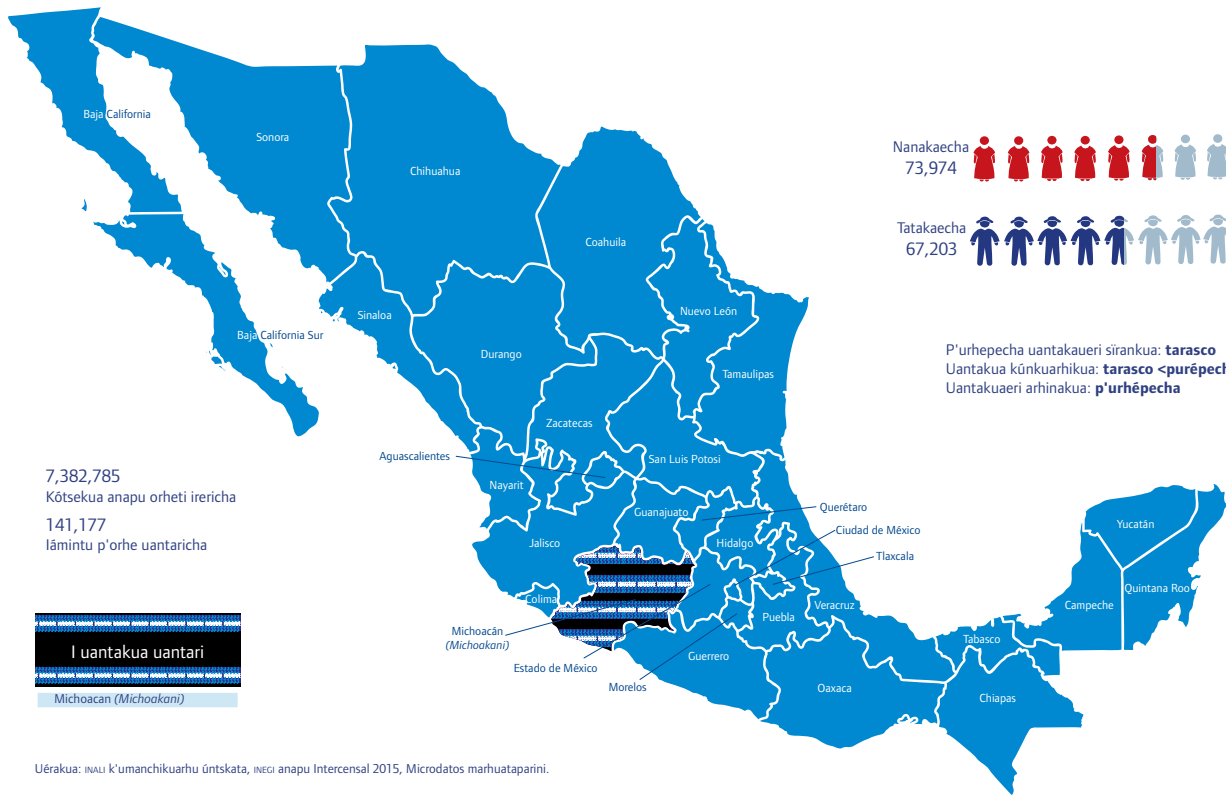 Baja California
Sonora
Chihuahua
Coahuila
Nanakaecha
73,974
Tatakaecha
67,203
Sinaloa
Baja California Sur
Durango
Nuevo León
Tamaulipas
P'urhepecha uantakaueri sïrankua: tarasco
Uantakua kúnkuarhikua: tarasco <purépech
Uantakuaeri arhinakua: p'urhépecha
Zacatecas
Aguascalientes
San Luis Potosi
Nayarit
Guanajuato
Querétaro
Ciudad de México
Jalisco
Hidalgo
Tlaxcala
7,382,785
Kôtsekua anapu orheti irericha
141,177
Iámintu p'orhe uantaricha
Yucatán
Quintana Roo
Campeche
Colima
Puebla
Veracruz
Tabasco
Michoacán
(Michoakani)
Estado de México
Guerrero
Morelos
Oaxaca
Chiapas
I uantakua uantari
Michoacan (Michoakani)
Uérakua: INALI k'umanchikuarhu úntskata, INEGI anapu Intercensal 2015, Microdatos marhuataparini.